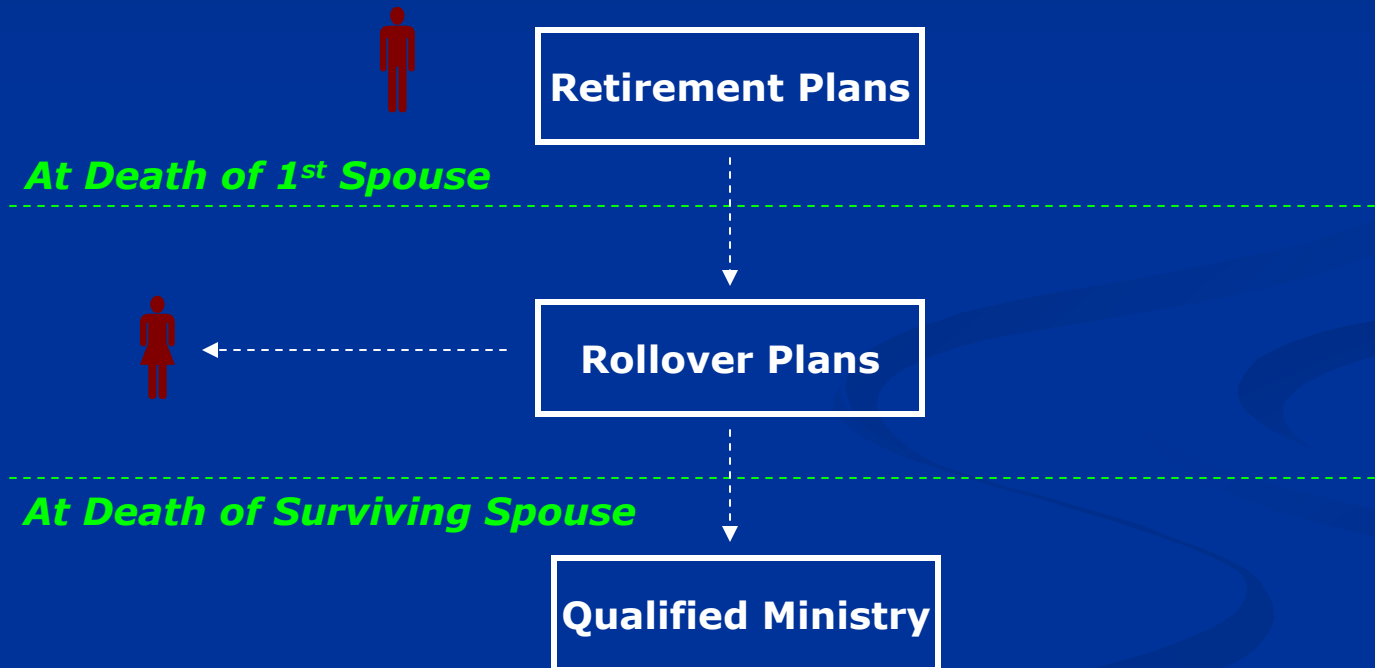 Retirement Plans
At Death of 1st Spouse
Rollover Plans
At Death of Surviving Spouse
Qualified Ministry